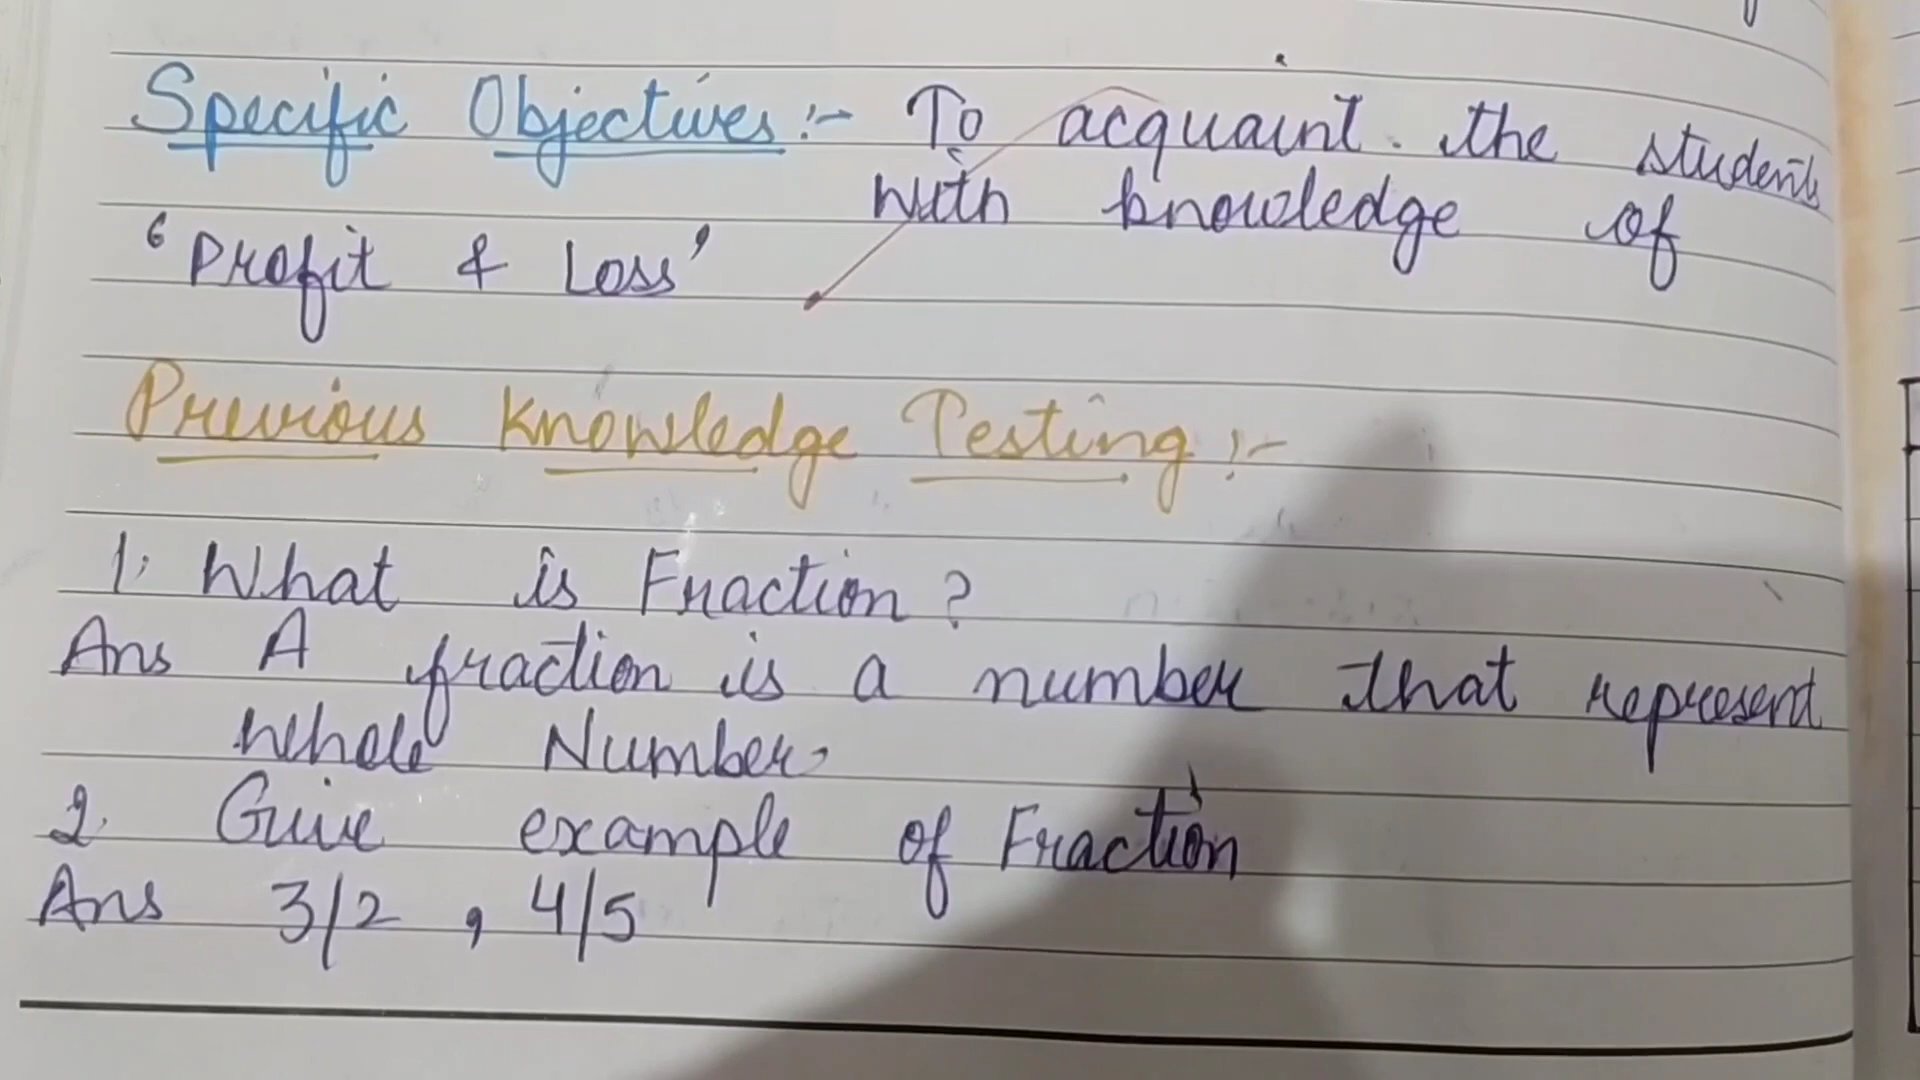 Specific Objectives :- To acquaint the students
with knowledge of
'Profit & Loss'
Previous Knowledge Testing :-
1. What is Fraction ?
Ans A fraction is a number that represent
whole Number.
2. Give example of Fraction
Ans 3/2 , 4/5